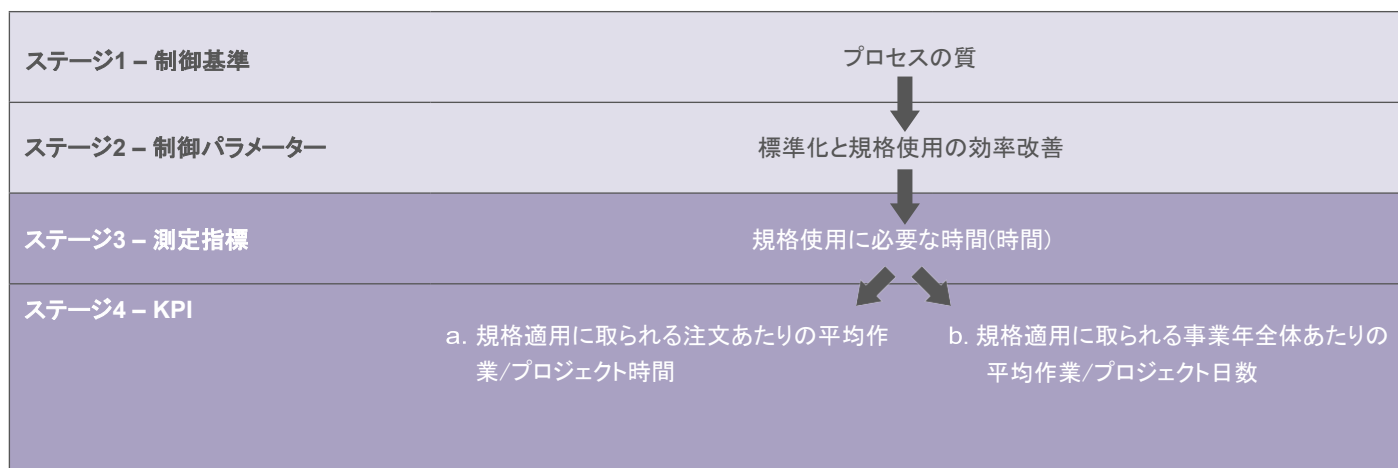 ステージ1 – 制御基準
プロセスの質
ステージ2 – 制御パラメーター
標準化と規格使用の効率改善
ステージ3 – 測定指標
規格使用に必要な時間(時間)
ステージ4 – KPI
a. 規格適用に取られる注文あたりの平均作
業/プロジェクト時間
b. 規格適用に取られる事業年全体あたりの
平均作業/プロジェクト日数